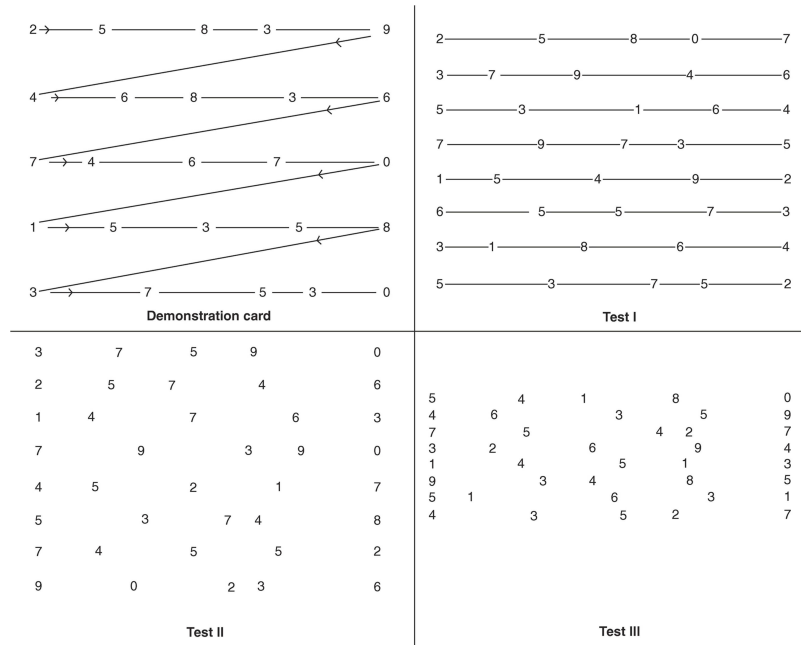 2 5 8 3 9
4 6 8 3 6
7 4 6 7 0
1 5 3 5 8
3 7 5 3 0
Demonstration card
2 5 8 0 7
3 7 9 4 6
5 3 1 6 4
7 9 7 3 5
1 5 4 9 2
6 5 5 7 3
3 1 8 6 4
5 3 7 5 2
Test I
3 7 5 9 0
2 5 7 4 6
1 4 7 6 3
7 9 3 9 0
4 5 2 1 7
5 3 7 4 8
7 4 5 5 2
9 0 2 3 6
Test II
5 4 1 8 0
4 6 3 5 9
7 5 4 2 7
3 2 6 9 4
1 4 5 1 3
9 3 4 8 5
5 1 6 3 1
4 3 5 2 7
Test III